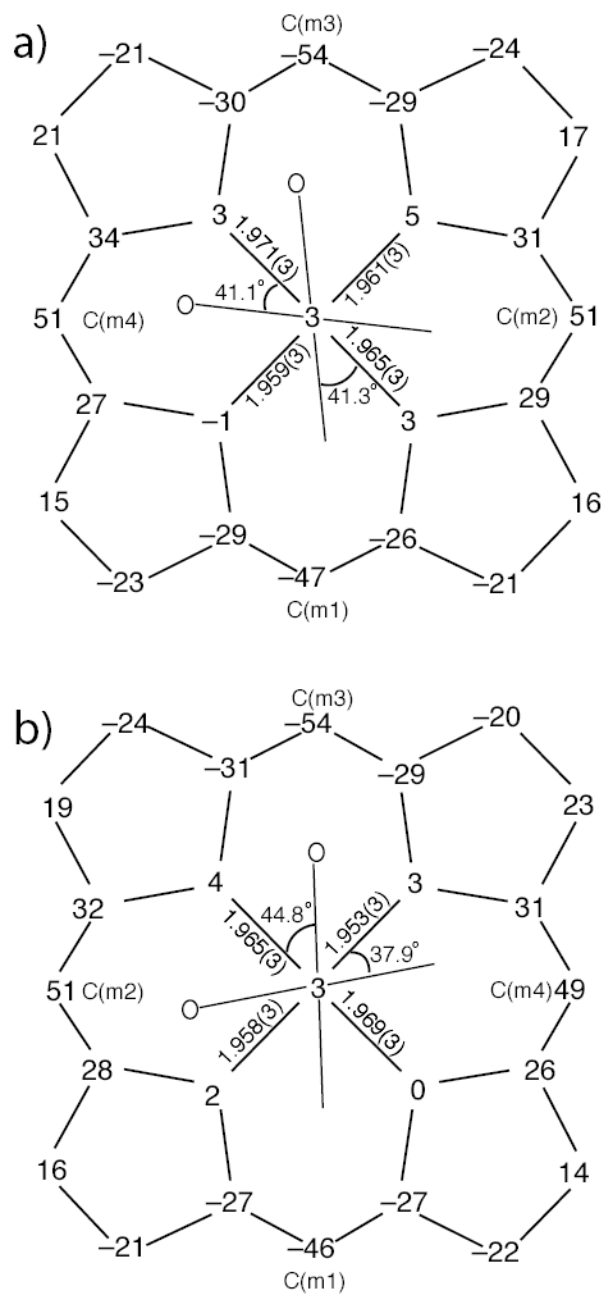 a)
C(m3)
–21 –54 –24
–30 –29
21 17
O
3 5
34 31
1.971(3) 1.961(3)
41.1°
O
51 C(m4) 3 C(m2) 51
1.959(3) 1.965(3)
41.3°
27 29
–1 3
15 16
–29 –26
–23 –47 –21
C(m1)
b)
C(m3)
–24 –54 –20
–31 –29
19 23
O
4 3
32 31
44.8° 1.953(3)
1.965(3) 37.9°
51 C(m2) 3 C(m4) 49
O
1.958(3) 1.969(3)
28 26
2 0
16 14
–27 –27
–21 –46 –22
C(m1)